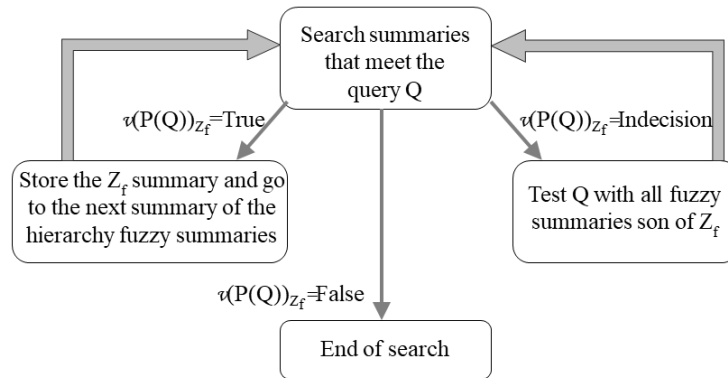 Search summaries
that meet the
query Q
𝓋(P(Q))Zf=True
𝓋(P(Q))Zf=Indecision
Store the Zf summary and go
to the next summary of the
hierarchy fuzzy summaries
Test Q with all fuzzy
summaries son of Zf
𝓋(P(Q))Zf=False
End of search